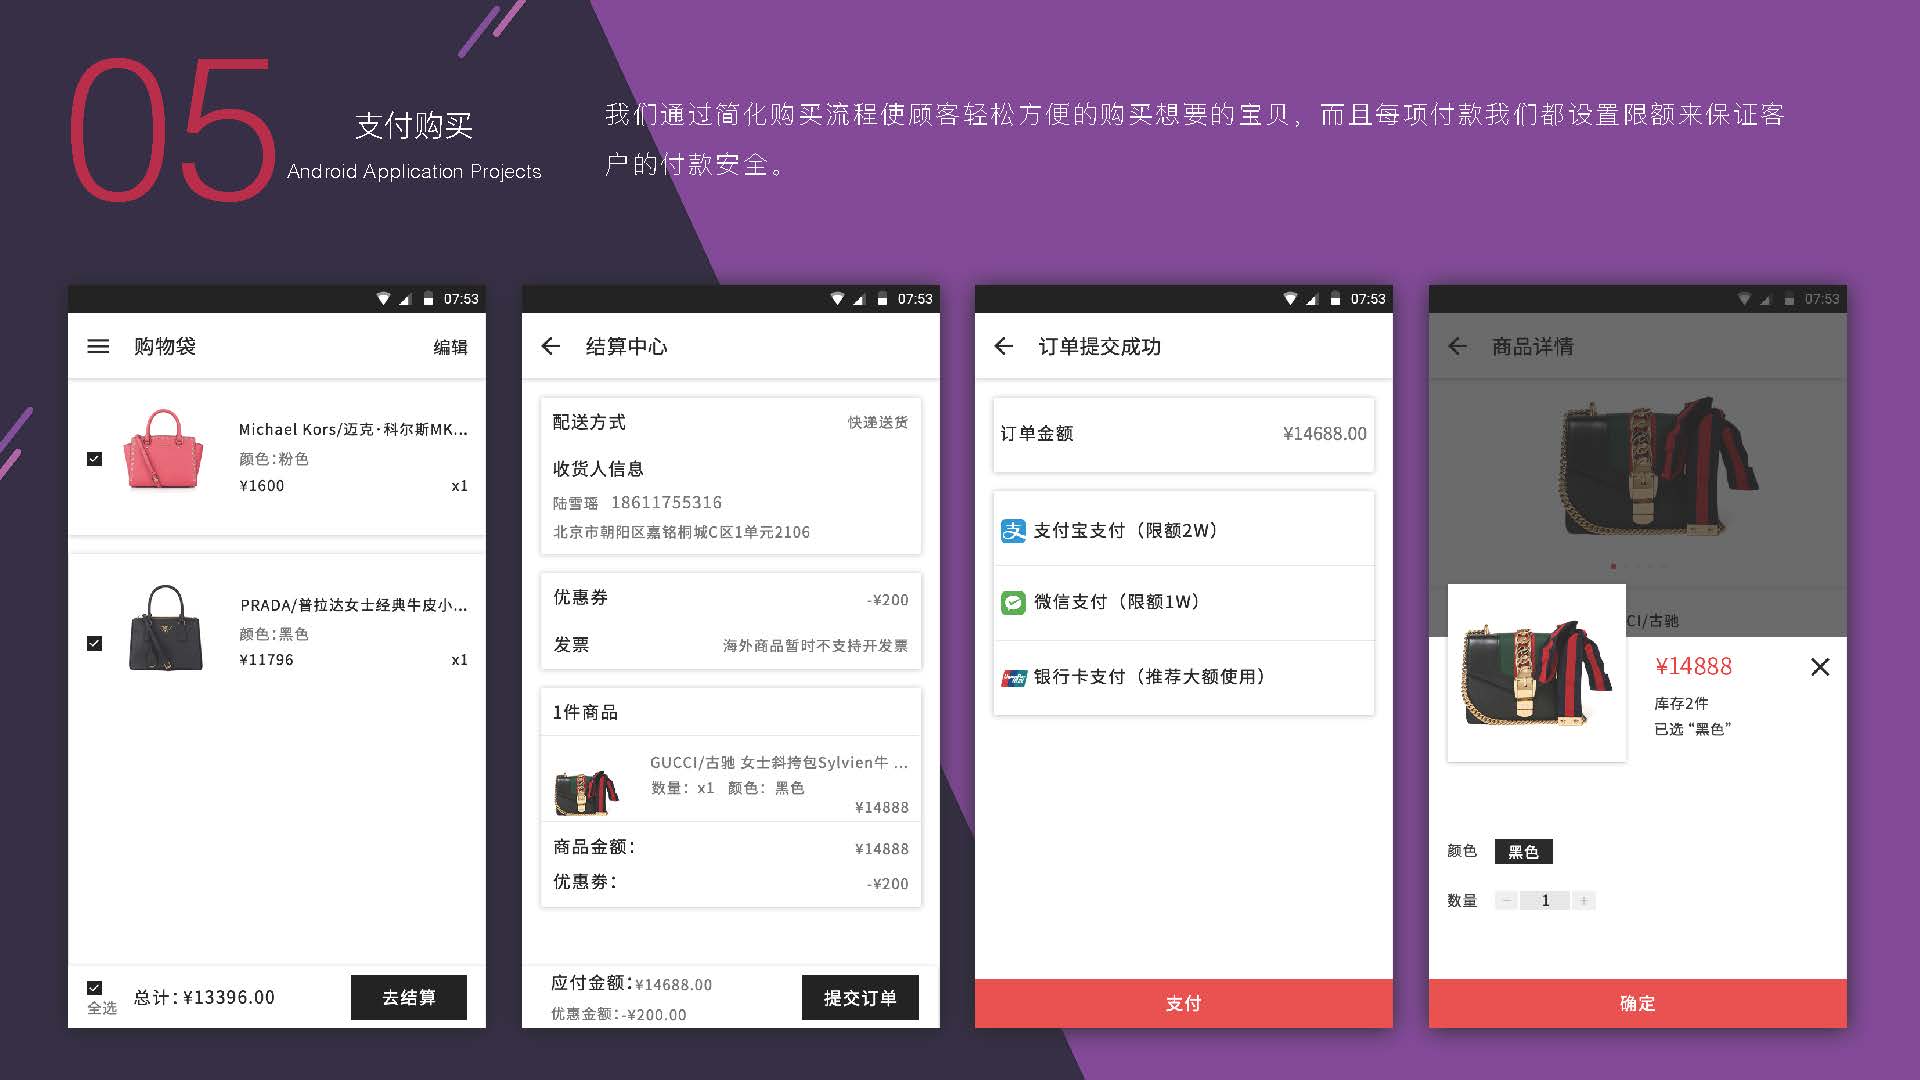 05
支付购买
Android Application Projects
我们通过简化购买流程使顾客轻松方便的购买想要的宝贝，而且每项付款我们都设置限额来保证客
户的付款安全。
07:53
购物袋
编辑
Michael Kors/迈克·科尔斯MK...
颜色：粉色
¥1600
x1
PRADA/普拉达女士经典牛皮小...
颜色：黑色
¥11796
x1
全选
总计：¥13396.00
去结算
07:53
结算中心
配送方式
快递送货
收货人信息
陆雪瑶 18611755316
北京市朝阳区嘉铭桐城C区1单元2106
优惠券
-¥200
发票
海外商品暂时不支持开发票
1件商品
GUCCI/古驰 女士斜挎包Sylvien牛 ...
数量：x1 颜色：黑色
¥14888
商品金额：
¥14888
优惠券：
-¥200
应付金额：¥14688.00
优惠金额：-¥200.00
提交订单
07:53
订单提交成功
订单金额
¥14688.00
支付宝支付（限额2W）
微信支付（限额1W）
银行卡支付（推荐大额使用）
支付
07:53
商品详情
CI/古驰
¥14888
库存2件
已选 “黑色”
颜色
黑色
数量
− 1 +
确定